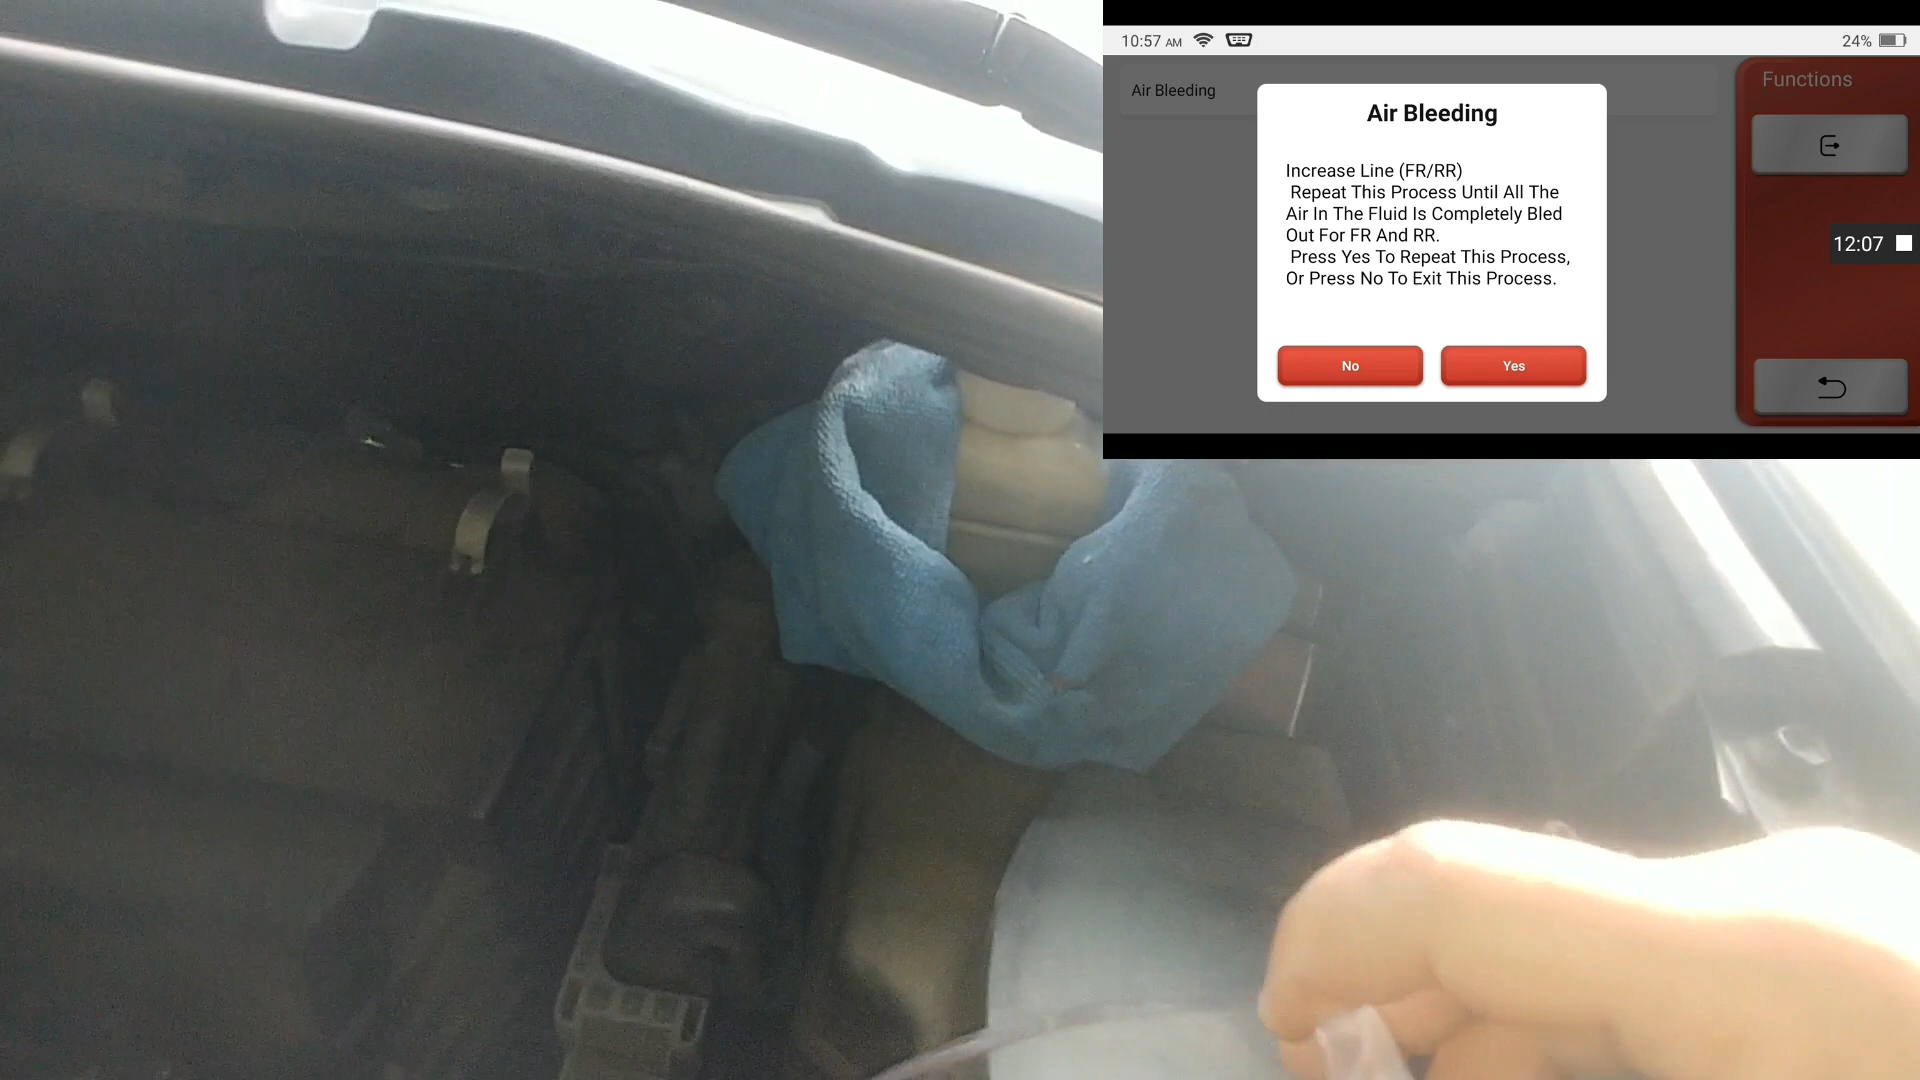 10:57 AM
24%
Air Bleeding
Functions
Air Bleeding
Increase Line (FR/RR)
Repeat This Process Until All The
Air In The Fluid Is Completely Bled
Out For FR And RR.
Press Yes To Repeat This Process,
Or Press No To Exit This Process.
12:07
No
Yes